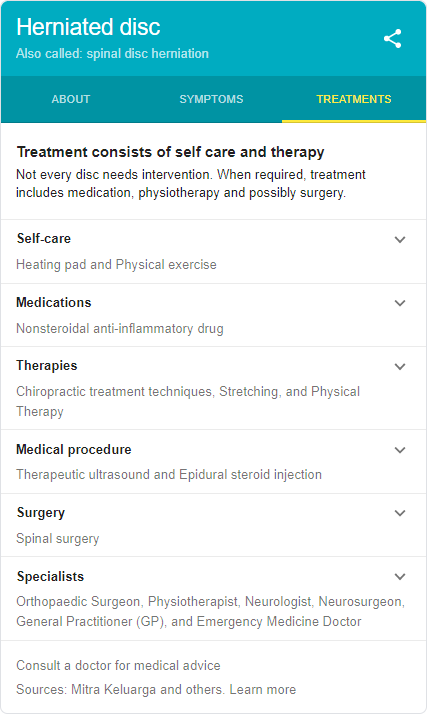 Herniated disc
Also called: spinal disc herniation
ABOUT SYMPTOMS TREATMENTS
Treatment consists of self care and therapy
Not every disc needs intervention. When required, treatment
includes medication, physiotherapy and possibly surgery.
Self-care
Heating pad and Physical exercise
Medications
Nonsteroidal anti-inflammatory drug
Therapies
Chiropractic treatment techniques, Stretching, and Physical
Therapy
Medical procedure
Therapeutic ultrasound and Epidural steroid injection
Surgery
Spinal surgery
Specialists
Orthopaedic Surgeon, Physiotherapist, Neurologist, Neurosurgeon,
General Practitioner (GP), and Emergency Medicine Doctor
Consult a doctor for medical advice
Sources: Mitra Keluarga and others. Learn more